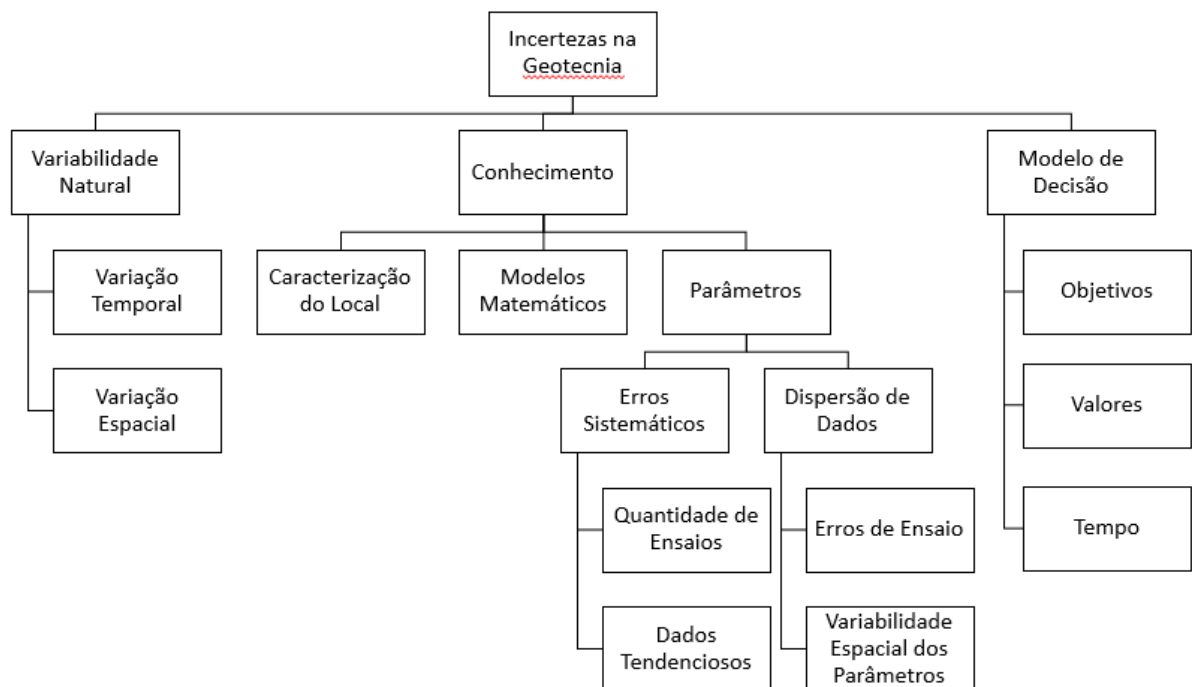 Incertezas na
Geotecnia
Variabilidade
Natural
Conhecimento
Modelo de
Decisão
Variação
Temporal
Caracterização
do Local
Modelos
Matemáticos
Parâmetros
Objetivos
Variação
Espacial
Erros
Sistemáticos
Dispersão de
Dados
Valores
Quantidade de
Ensaios
Erros de Ensaio
Tempo
Dados
Tendenciosos
Variabilidade
Espacial dos
Parâmetros